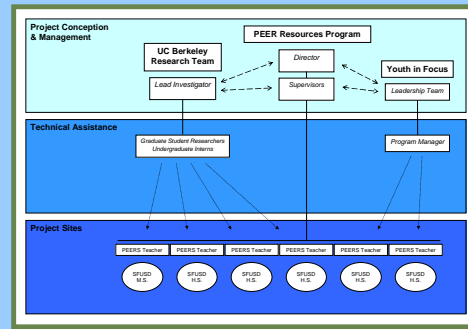 Project Conception
& Management
PEER Resources Program
UC Berkeley
Research Team
Director
Youth in Focus
Lead Investigator
Supervisors
Leadership Team
Technical Assistance
Graduate Student Researchers
Undergraduate Interns
Program Manager
Project Sites
PEERS Teacher
PEERS Teacher
PEERS Teacher
PEERS Teacher
PEERS Teacher
PEERS Teacher
SFUSD
M.S.
SFUSD
H.S.
SFUSD
H.S.
SFUSD
H.S.
SFUSD
H.S.
SFUSD
H.S.